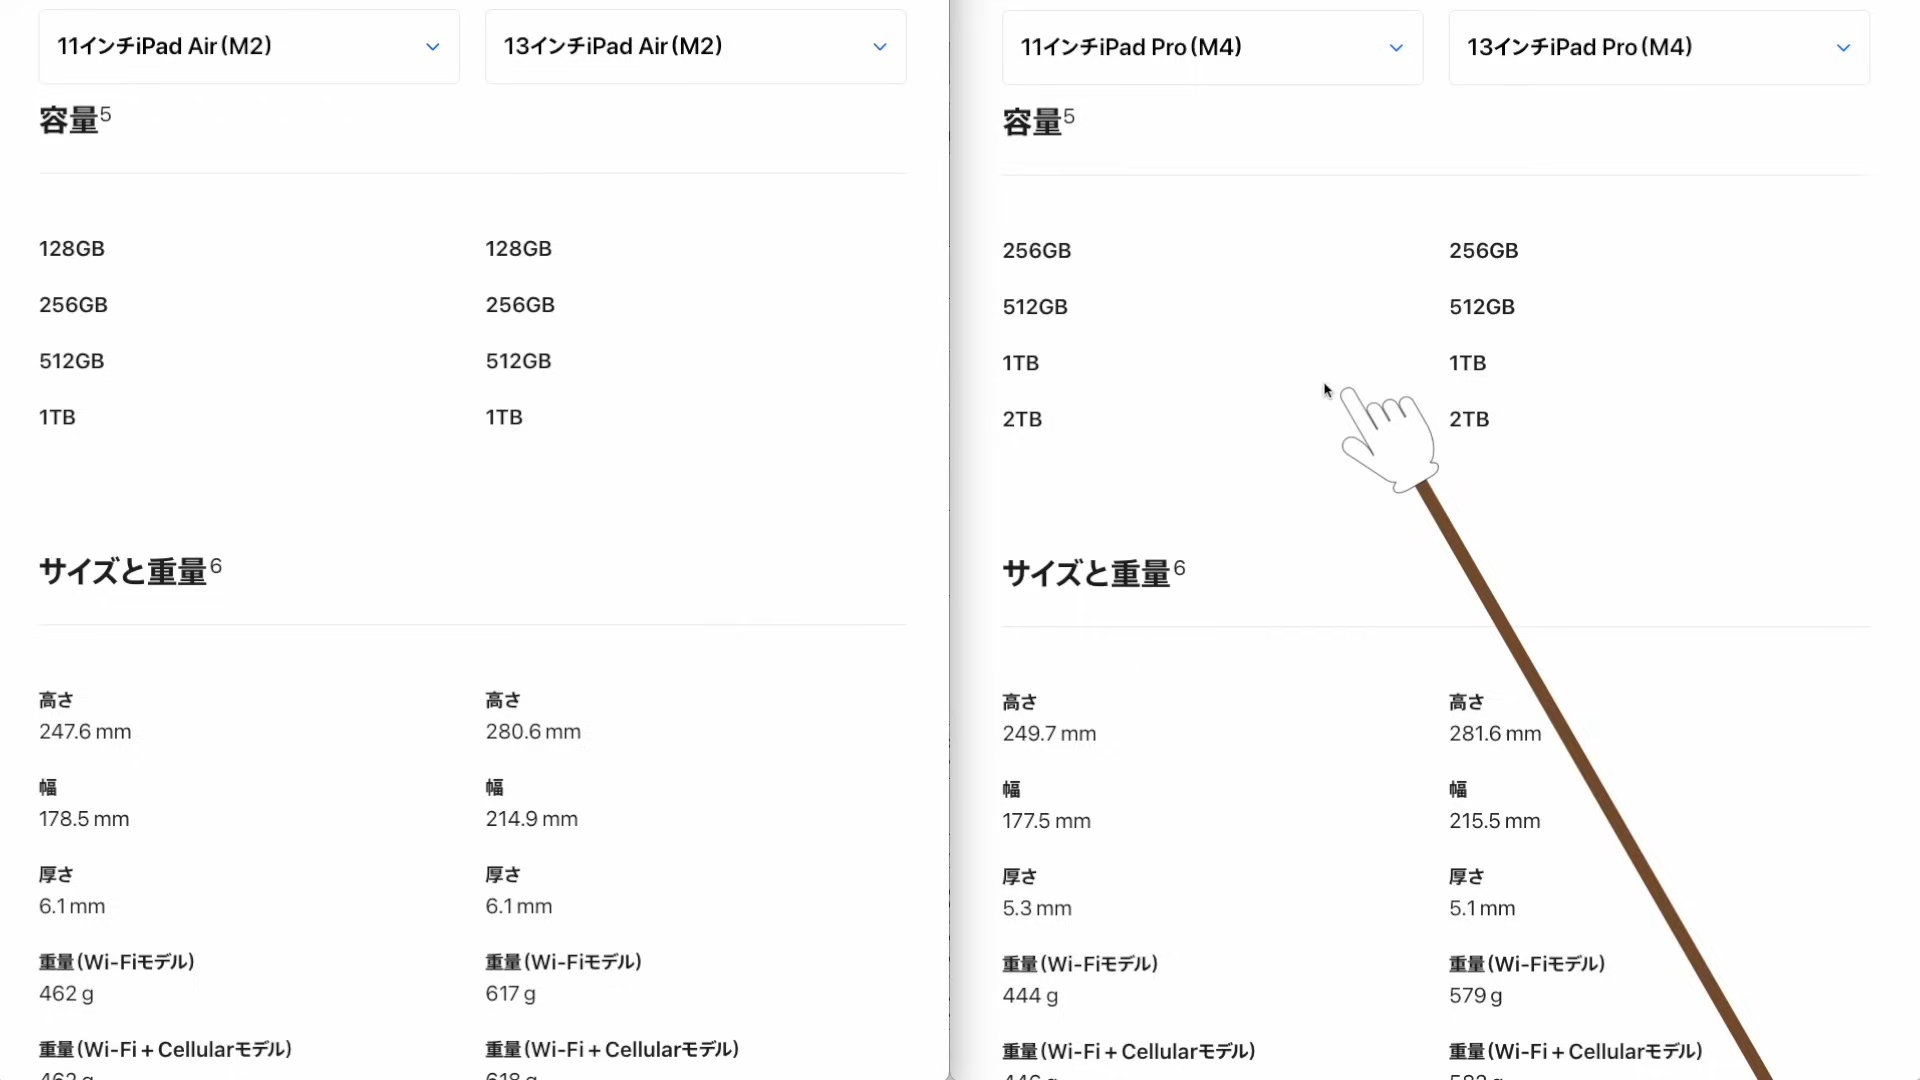 11インチiPad Air(M2)
13インチiPad Air(M2)
容量5
128GB
128GB
256GB
256GB
512GB
512GB
1TB
1TB
サイズと重量6
高さ
高さ
247.6 mm
280.6 mm
幅
幅
178.5 mm
214.9 mm
厚さ
厚さ
6.1 mm
6.1 mm
重量(Wi-Fiモデル)
重量(Wi-Fiモデル)
462 g
617 g
重量(Wi-Fi + Cellularモデル)
重量(Wi-Fi + Cellularモデル)
11インチiPad Pro(M4)
13インチiPad Pro(M4)
容量5
256GB
256GB
512GB
512GB
1TB
1TB
2TB
2TB
サイズと重量6
高さ
高さ
249.7 mm
281.6 mm
幅
幅
177.5 mm
215.5 mm
厚さ
厚さ
5.3 mm
5.1 mm
重量(Wi-Fiモデル)
重量(Wi-Fiモデル)
444 g
579 g
重量(Wi-Fi + Cellularモデル)
重量(Wi-Fi + Cellularモデル)